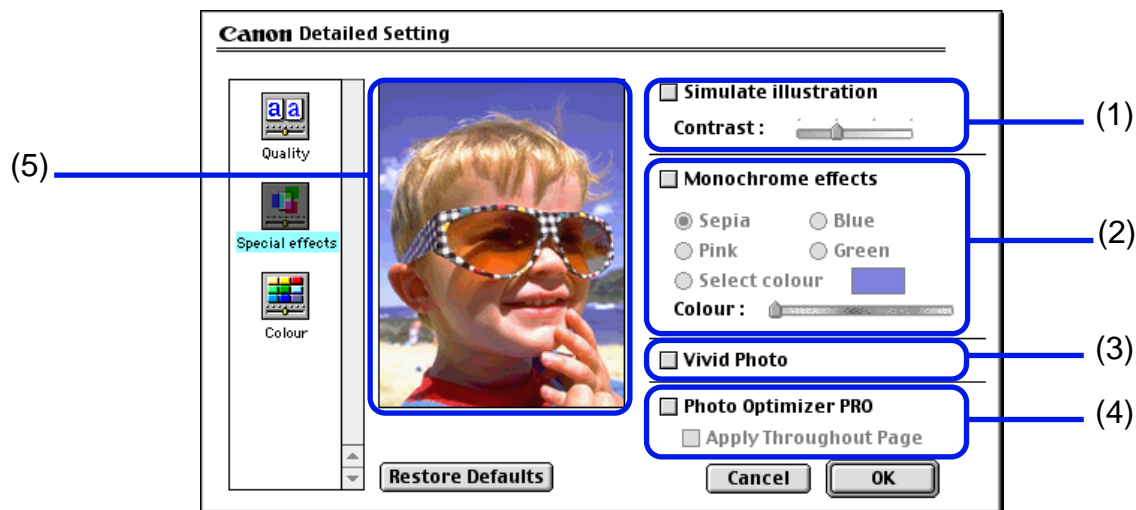 Canon Detailed Setting
a a
Quality
Special effects
Colour
Simulate illustration
Contrast :
Monochrome effects
Sepia
Blue
Pink
Green
Select colour
Colour :
Vivid Photo
Photo Optimizer PRO
Apply Throughout Page
Restore Defaults
Cancel
OK
(1)
(2)
(3)
(4)
(5)